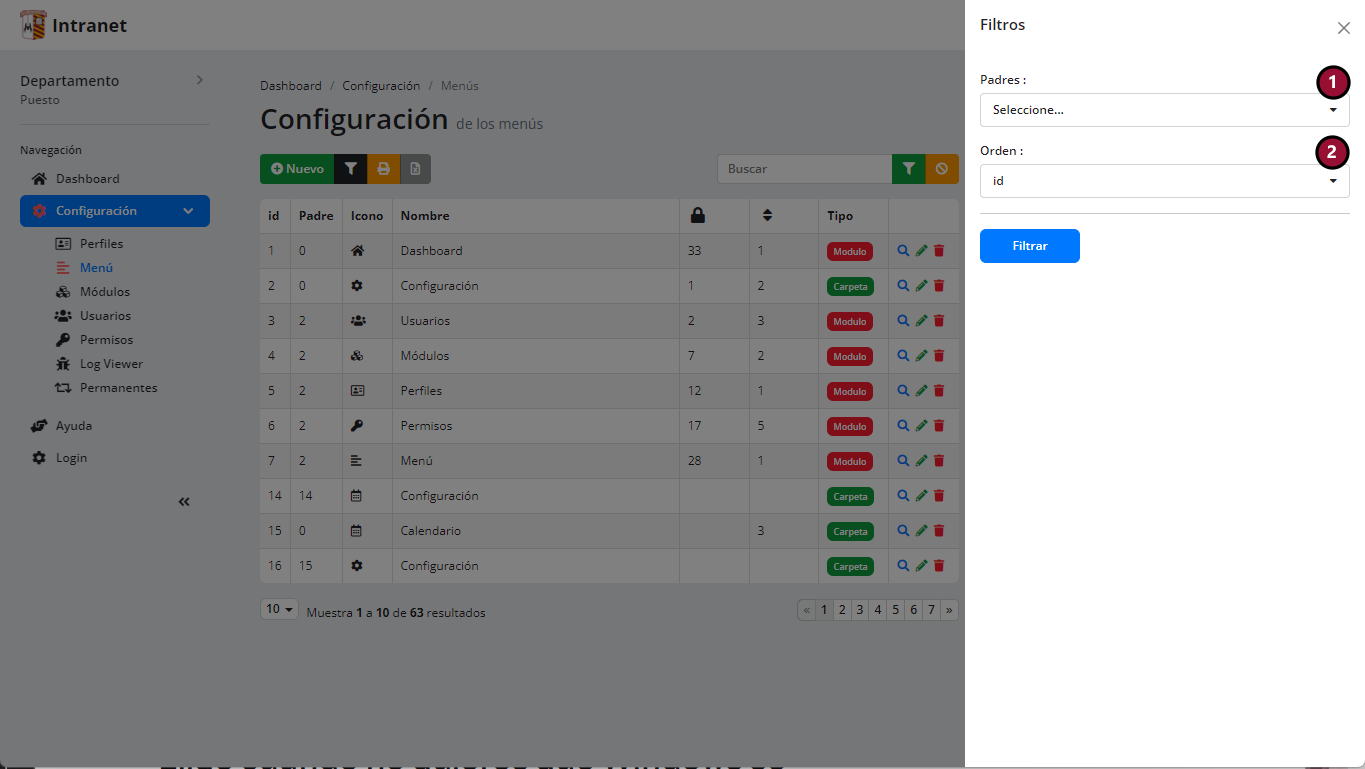 Intranet
Departamento
Puesto
Navegación
Dashboard
Configuración
Perfiles
Menú
Módulos
Usuarios
Permisos
Log Viewer
Permanentes
Ayuda
Login
Dashboard / Configuración / Menús
Configuración de los menús
Nuevo
Buscar
id Padre Icono Nombre Tipo
1 0 Dashboard 33 1 Modulo
2 0 Configuración 1 2 Carpeta
3 2 Usuarios 2 3 Modulo
4 2 Módulos 7 2 Modulo
5 2 Perfiles 12 1 Modulo
6 2 Permisos 17 5 Modulo
7 2 Menú 28 1 Modulo
14 14 Configuración Carpeta
15 0 Calendario 3 Carpeta
16 15 Configuración Carpeta
10 Muestra 1 a 10 de 63 resultados
« 1 2 3 4 5 6 7 »
Filtros
Padres :
1
Seleccione...
Orden :
2
id
Filtrar